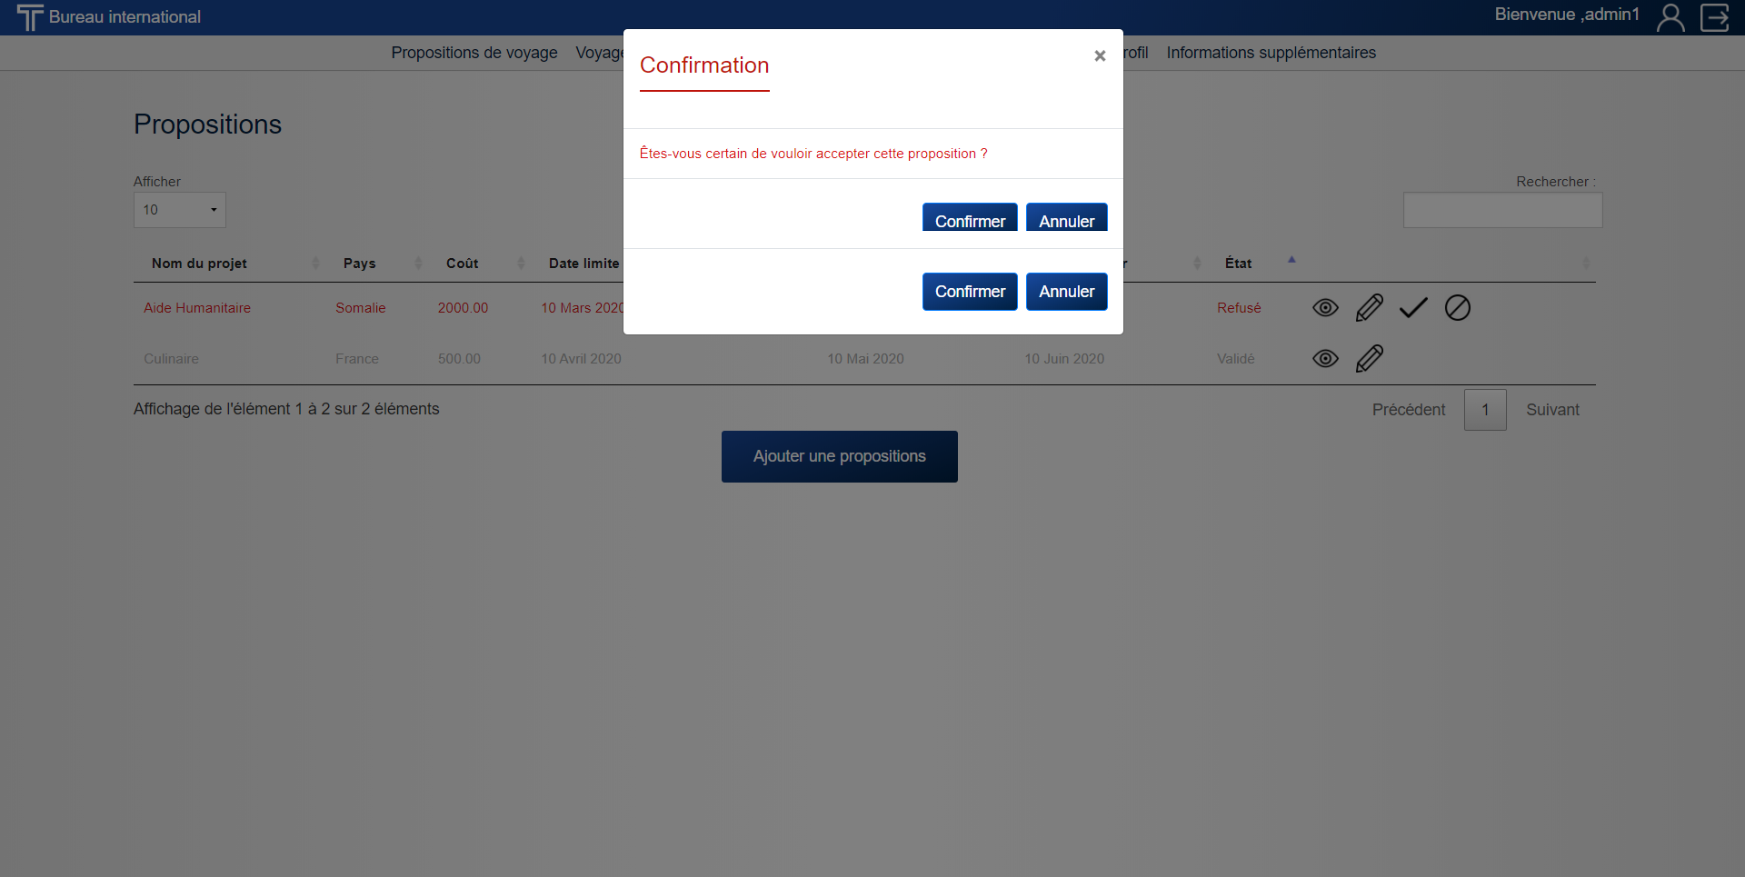 Bureau international
Bienvenue ,admin1
Propositions de voyage Voyage rofil Informations supplémentaires
Confirmation
×
Propositions
Êtes-vous certain de vouloir accepter cette proposition ?
Afficher
10
Rechercher :
Confirmer Annuler
Nom du projet Pays Coût Date limite r État
Confirmer Annuler
Aide Humanitaire Somalie 2000.00 10 Mars 2020 Refusé
Culinaire France 500.00 10 Avril 2020 10 Mai 2020 10 Juin 2020 Validé
Affichage de l'élément 1 à 2 sur 2 éléments
Précédent 1 Suivant
Ajouter une propositions